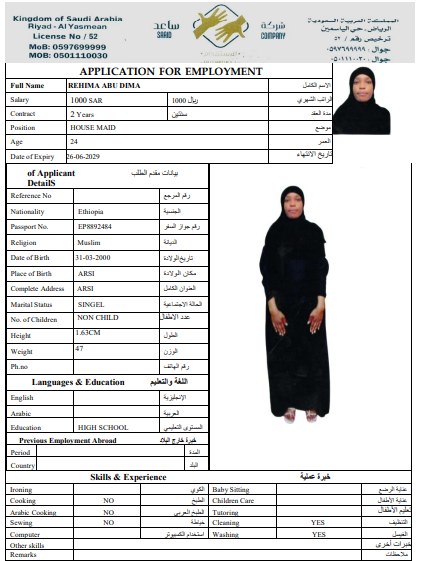 Kingdom of Saudi Arabia
Riyad - Al Yasmean
License No / 52
MoB: 0597699999
MoB: 0501110030
ساعد
SAAID
شركة
COMPANY
المملكة العربية السعودية
الرياض، حي الياسمين
ترخيص رقم / ٥٢
جوال : ٠٥٩٧٦٩٩٩٩٩
جوال : ٠٥٠١١١٠٠٣٠
APPLICATION FOR EMPLOYMENT
Full Name REHIMA ABU DIMA الاسم الكامل
Salary 1000 SAR 1000 ريال الراتب الشهري
Contract 2 Years سنتين مدة العقد
Position HOUSE MAID موضع
Age 24 العمر
Date of Expiry 26-06-2029 تاريخ الانتهاء
of Applicant بيانات مقدم الطلب
DetailS
Reference No رقم المرجع
Nationality Ethiopia الجنسية
Passport No. EP8892484 رقم جواز السفر
Religion Muslim الديانة
Date of Birth 31-03-2000 تاريخ الولادة
Place of Birth ARSI مكان الولادة
Complete Address ARSI العنوان الكامل
Marital Status SINGEL الحالة الاجتماعية
No. of Children NON CHILD عدد الاطفال
Height 1.63CM الطول
Weight 47 الوزن
Ph.no رقم الهاتف
Languages & Education اللغة والتعليم
English الإنجليزية
Arabic العربية
Education HIGH SCHOOL المستوى التعليمي
Previous Employment Abroad خبرة خارج البلاد
Period المدة
Country البلد
Skills & Experience خبرة عملية
Ironing الكوي Baby Sitting عناية الرضع
Cooking NO الطبخ Children Care عناية الأطفال
Arabic Cooking NO الطبخ العربي Tutoring تعليم الأطفال
Sewing NO خياطة Cleaning YES التنظيف
Computer استخدام الكمبيوتر Washing YES الغسيل
Other skills خبرات أخرى
Remarks ملاحظات